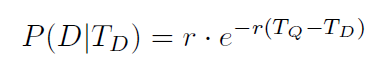 P(D|T_D) = r · e^{−r(T_Q−T_D)}